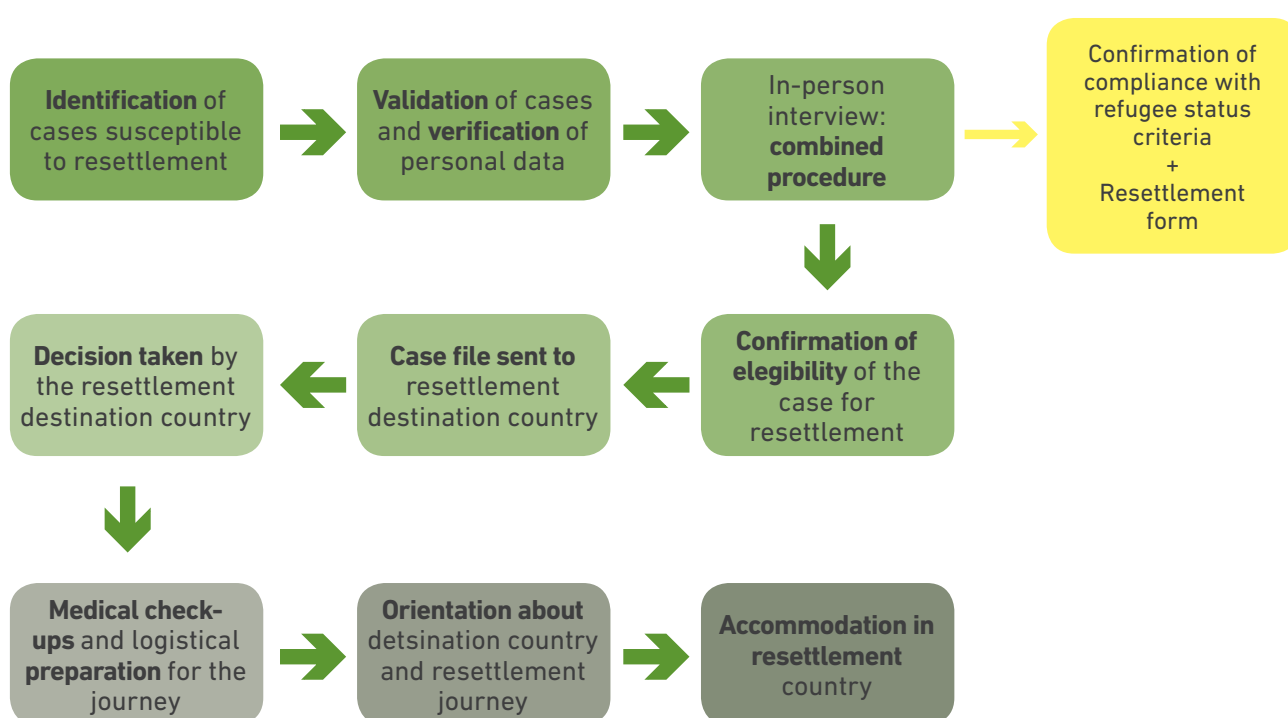 Identification of
cases susceptible
to resettlement
Validation of cases
and verification of
personal data
In-person
interview:
combined
procedure
Confirmation of
compliance with
refugee status
criteria
+
Resettlement
form
Confirmation of
elegibility of the
case for
resettlement
Case file sent to
resettlement
destination country
Decision taken by
the resettlement
destination country
Medical check-
ups and logistical
preparation for the
journey
Orientation about
detsination country
and resettlement
journey
Accommodation in
resettlement
country